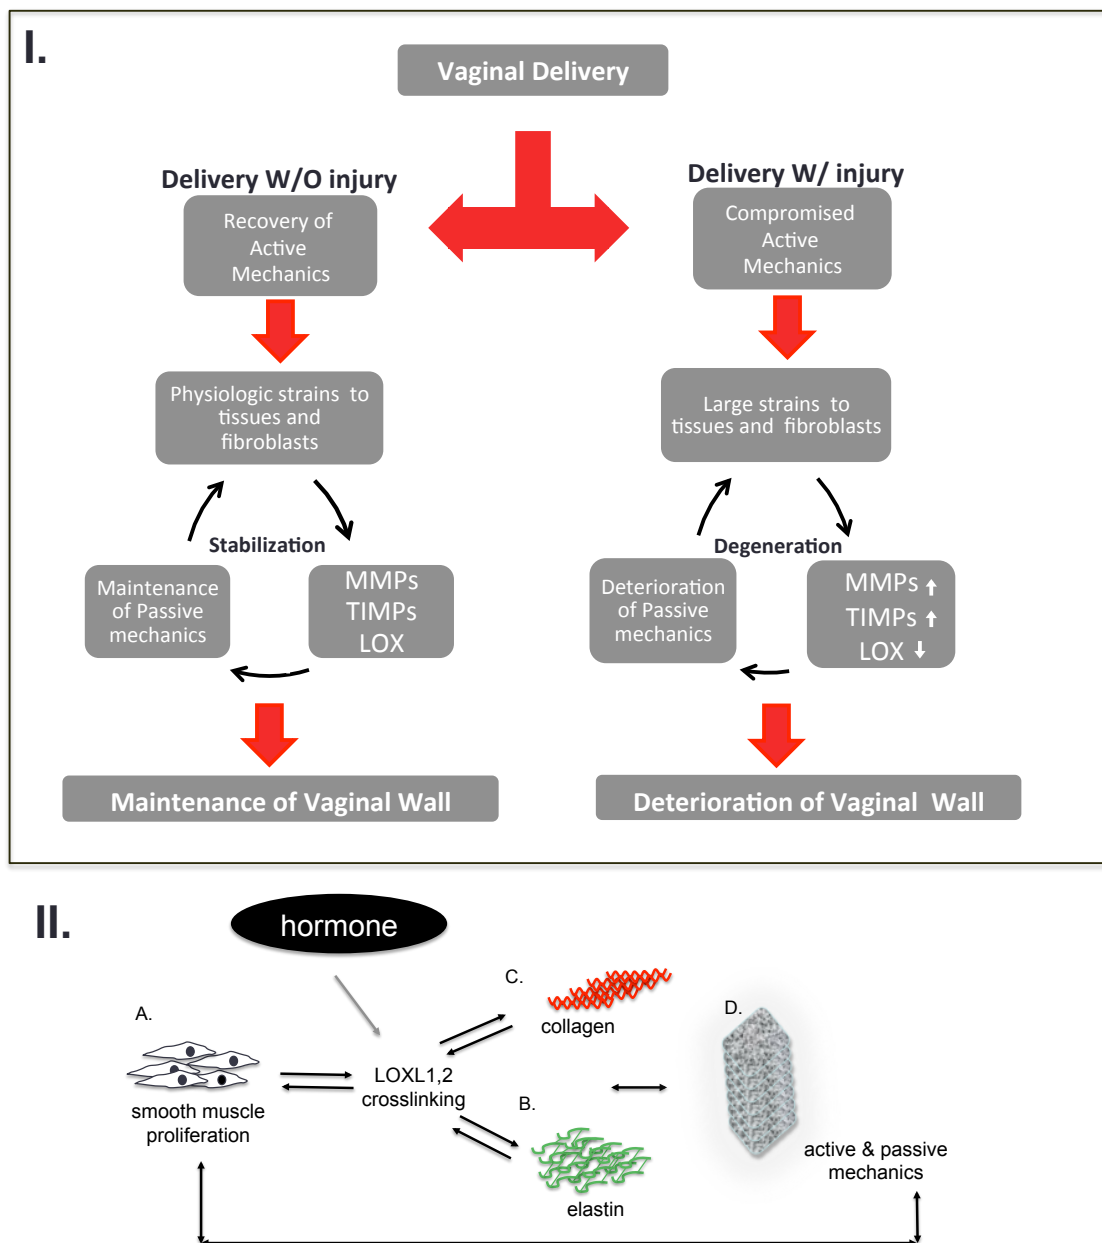 I.
Vaginal Delivery
Delivery W/O injury
Recovery of
Active
Mechanics
Physiologic strains to
tissues and
fibroblasts
Stabilization
Maintenance
of Passive
mechanics
MMPs
TIMPs
LOX
Maintenance of Vaginal Wall
Delivery W/ injury
Compromised
Active
Mechanics
Large strains to
tissues and fibroblasts
Degeneration
Deterioration
of Passive
mechanics
MMPs
TIMPs
LOX
Deterioration of Vaginal Wall
II.
hormone
A.
smooth muscle
proliferation
LOXL1,2
crosslinking
C.
collagen
B.
elastin
D.
active & passive
mechanics